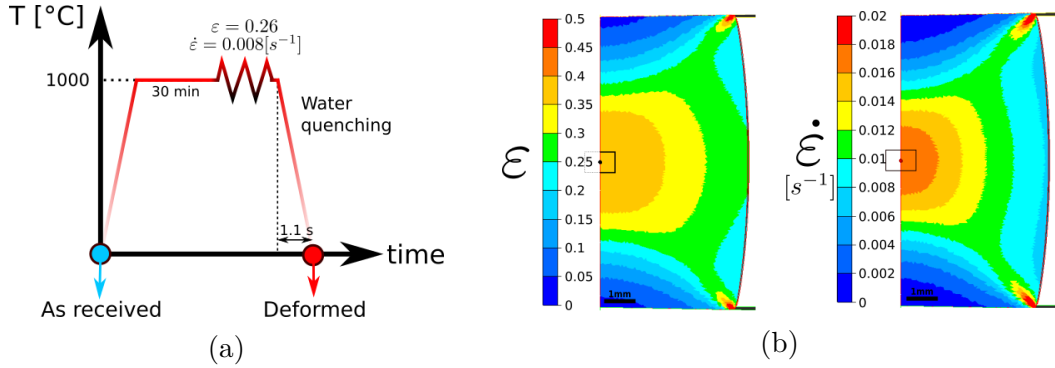 T [°C]
ε = 0.26
ε̇ = 0.008[s⁻¹]
1000
30 min
Water
quenching
1.1 s
time
As received
Deformed
(a)
ε
0.5
0.45
0.4
0.35
0.3
0.25
0.2
0.15
0.1
0.05
0
1mm
ε̇
[s⁻¹]
0.02
0.018
0.016
0.014
0.012
0.01
0.008
0.006
0.004
0.002
0
1mm
(b)